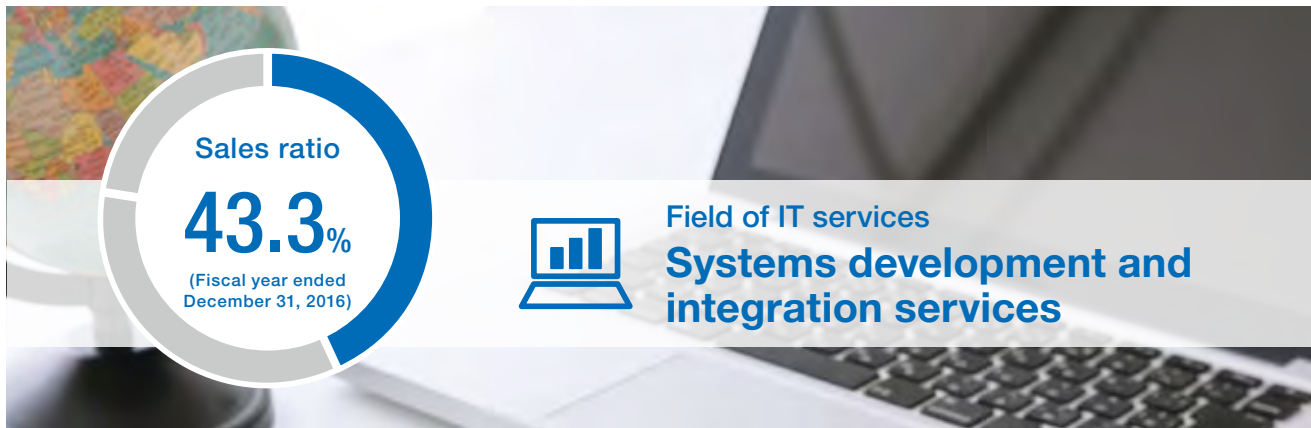 Sales ratio
43.3%
(Fiscal year ended
December 31, 2016)
Field of IT services
Systems development and
integration services